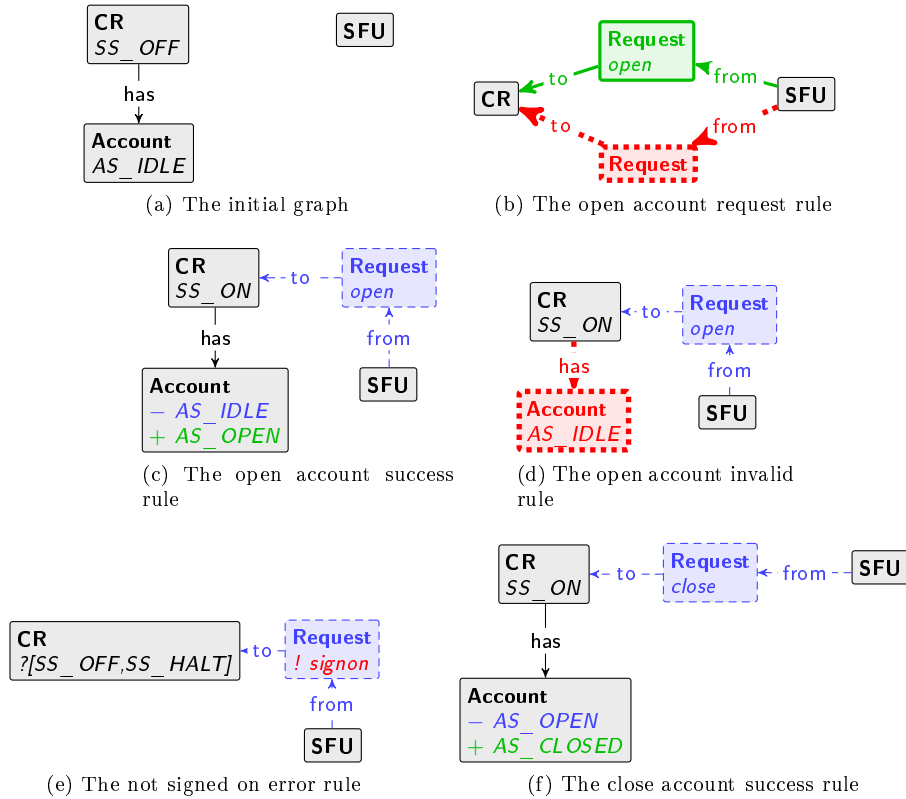 CR
SS_OFF
SFU
has
Account
AS_IDLE
(a) The initial graph
Request
open
to
from
CR
SFU
to
from
Request
(b) The open account request rule
CR
SS_ON
to
Request
open
has
from
Account
− AS_IDLE
+ AS_OPEN
SFU
(c) The open account success
rule
CR
SS_ON
to
Request
open
has
from
Account
AS_IDLE
SFU
(d) The open account invalid
rule
CR
?[SS_OFF,SS_HALT]
to
Request
! signon
from
SFU
(e) The not signed on error rule
CR
SS_ON
to
Request
close
from
SFU
has
Account
− AS_OPEN
+ AS_CLOSED
(f) The close account success rule